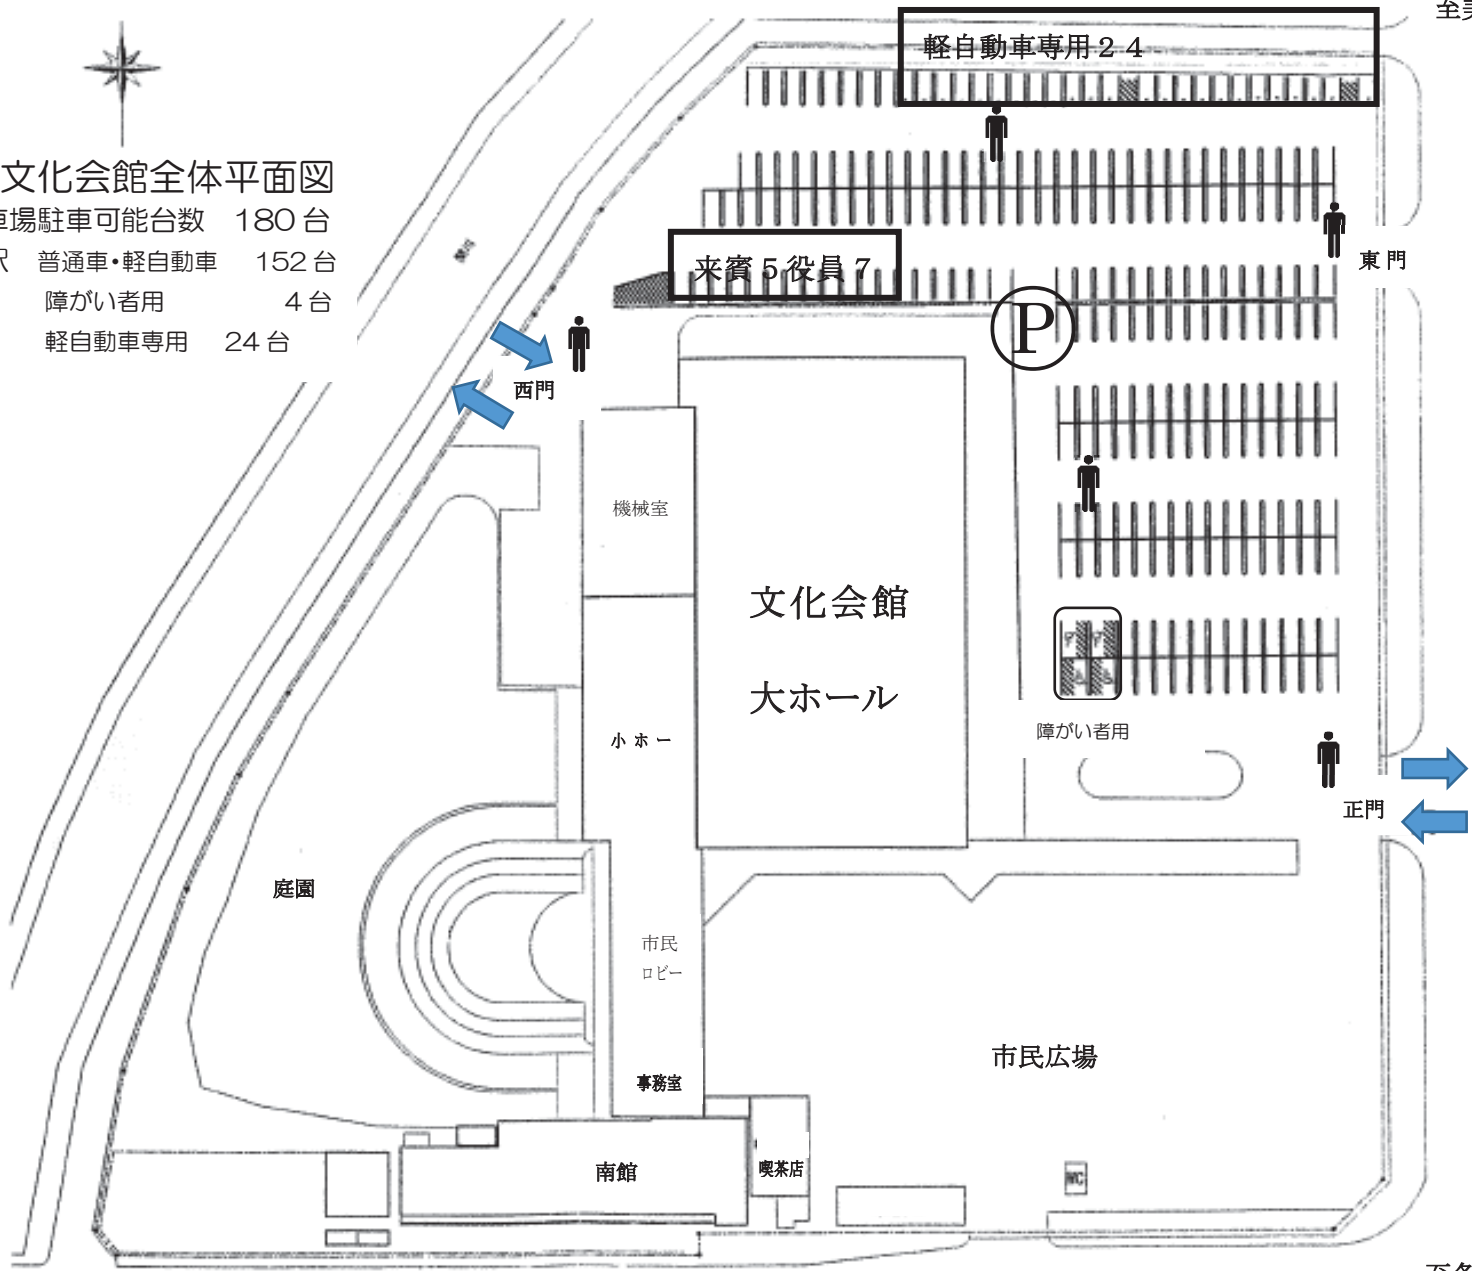 至
軽自動車専用２４
文化会館全体平面図
車場駐車可能台数　180台
普通車・軽自動車　152台
障がい者用　4台
軽自動車専用　24台
来賓５役員７
東門
P
西門
機械室
文化会館
大ホール
小ホー
障がい者用
正門
庭園
市民
ロビー
市民広場
事務室
南館
喫茶店
WC